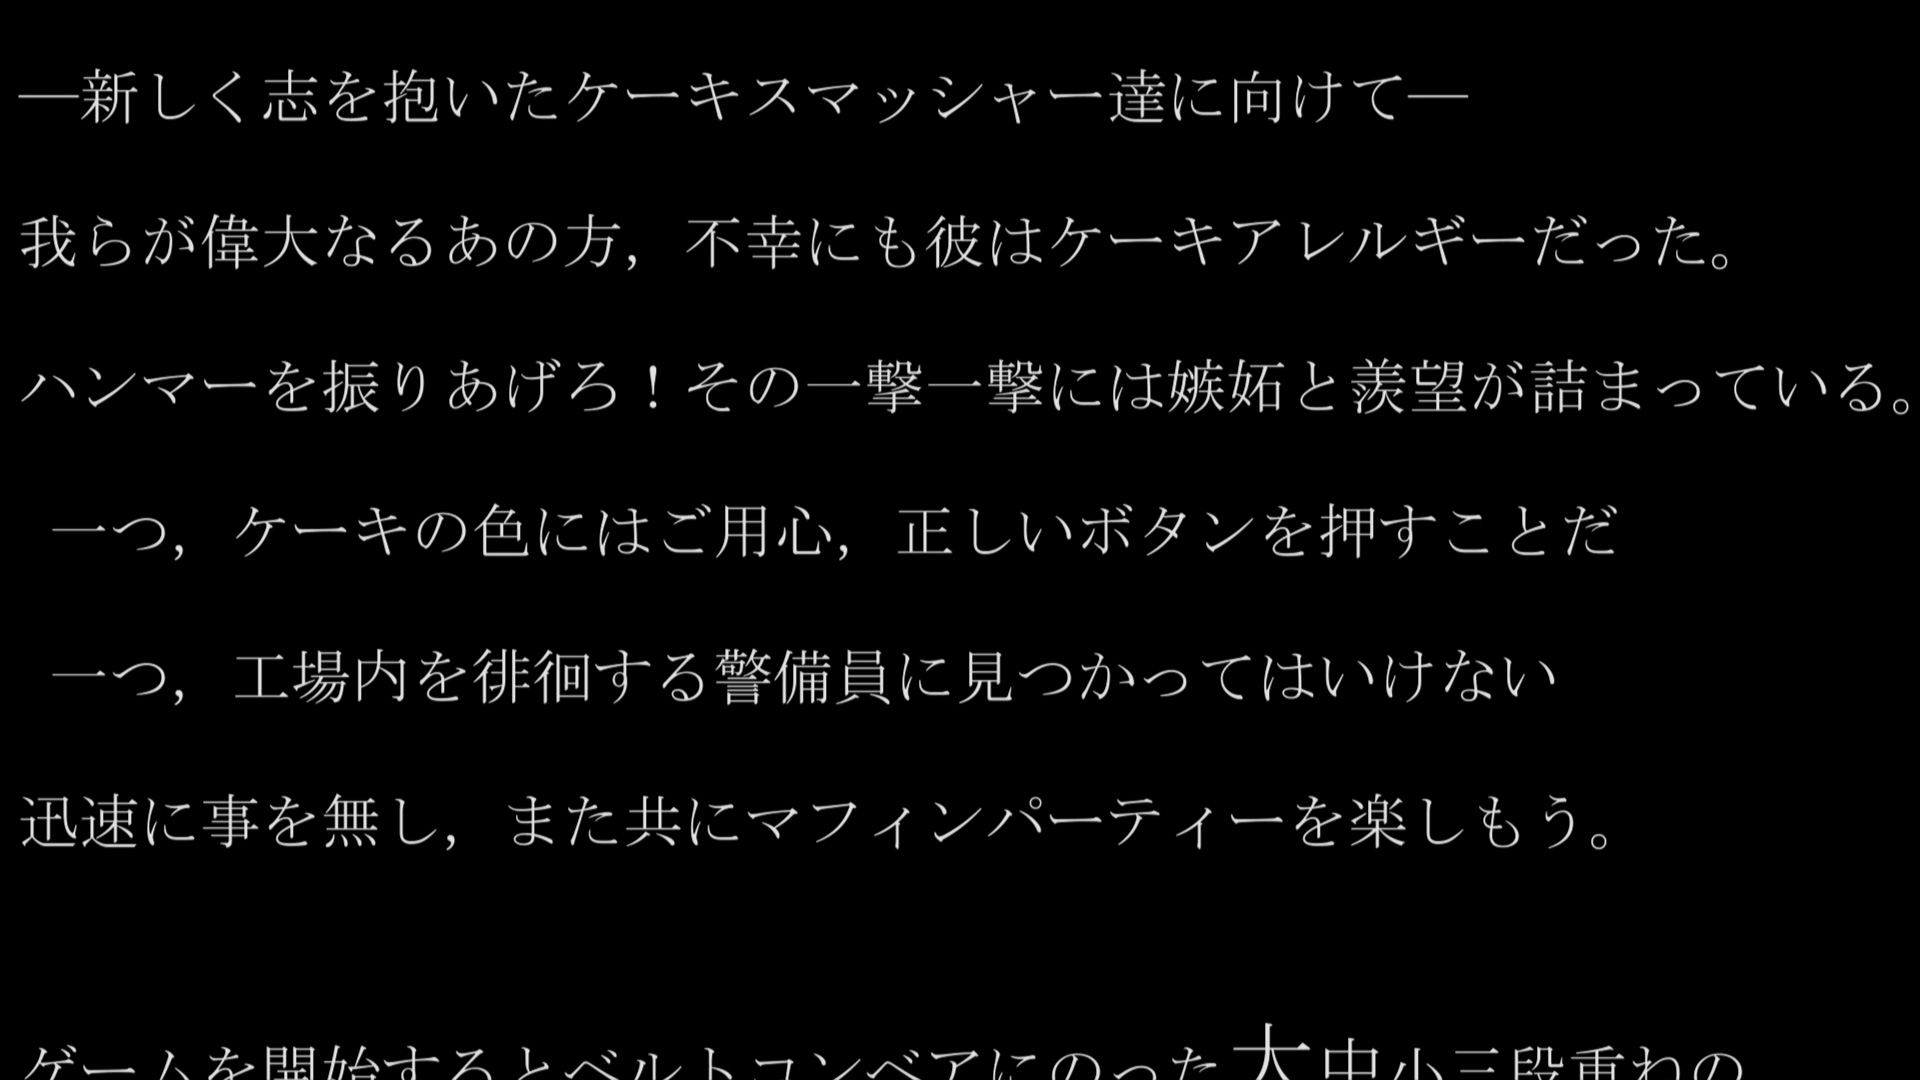 ―新しく志を抱いたケーキスマッシャー達に向けて―
我らが偉大なるあの方，不幸にも彼はケーキアレルギーだった。
ハンマーを振りあげろ！その一撃一撃には嫉妬と羨望が詰まっている。
一つ，ケーキの色にはご用心，正しいボタンを押すことだ
一つ，工場内を徘徊する警備員に見つかってはいけない
迅速に事を無し，また共にマフィンパーティーを楽しもう。
ゲームを開始するとベルトコンベアにのった大中小三段重ねの